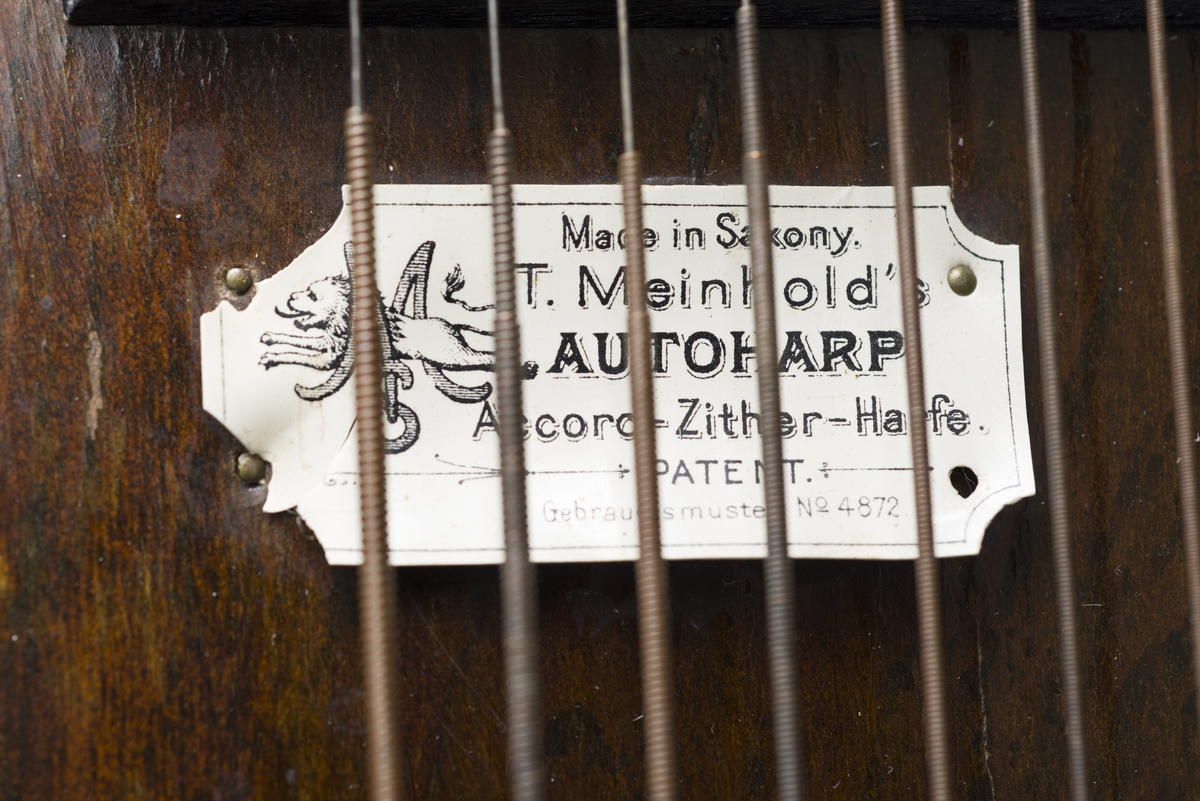 Made in Saxony.
T. Meinhold's
AUTOHARP
Accord-Zither-Harfe.
PATENT.
Gebrauchsmuster No 4872.